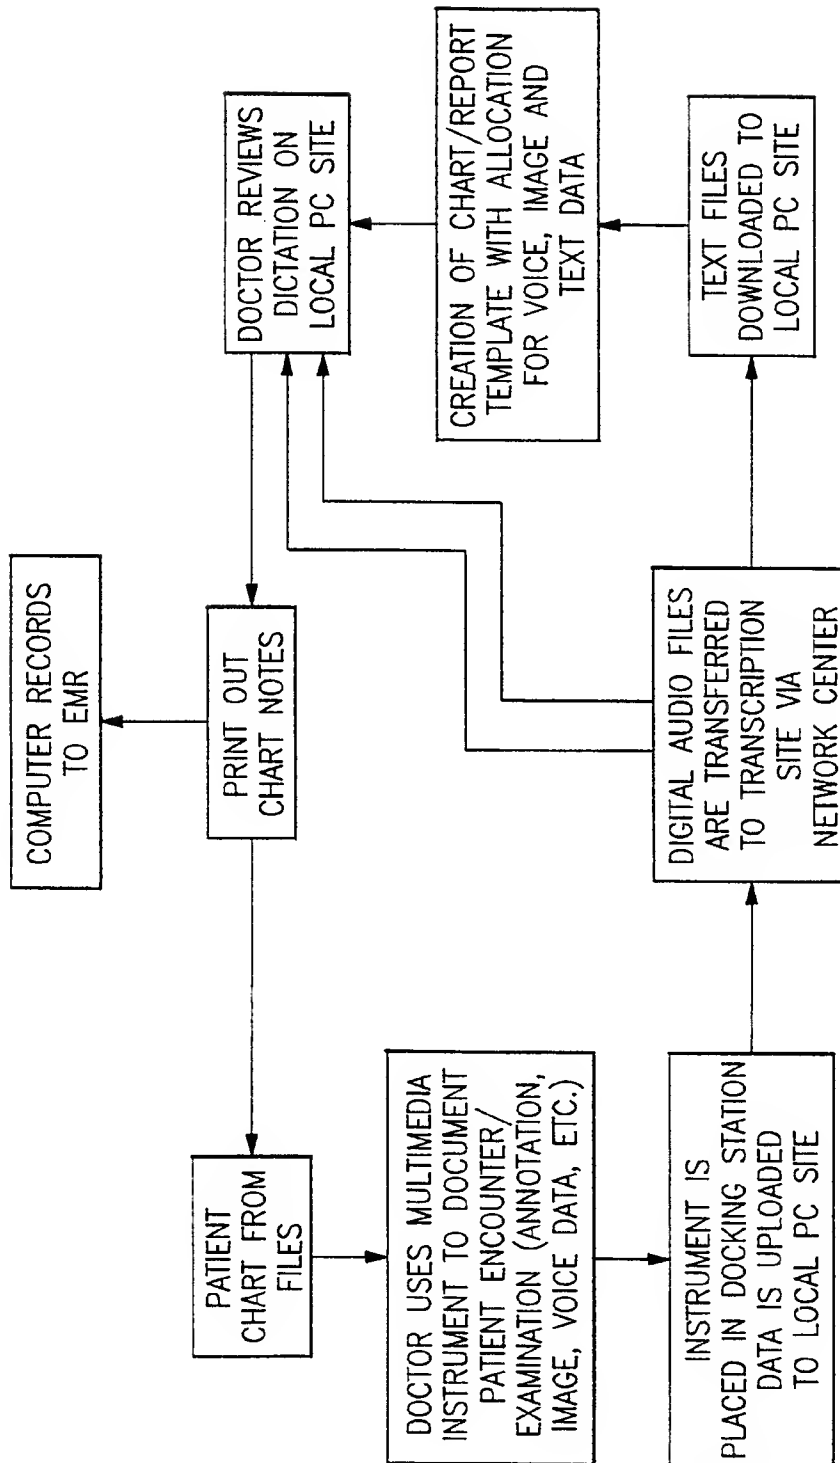 COMPUTER RECORDS
TO EMR
PATIENT
CHART FROM
FILES
PRINT OUT
CHART NOTES
DOCTOR REVIEWS
DICTATION ON
LOCAL PC SITE
DOCTOR USES MULTIMEDIA
INSTRUMENT TO DOCUMENT
PATIENT ENCOUNTER/
EXAMINATION (ANNOTATION,
IMAGE, VOICE DATA, ETC.)
CREATION OF CHART/REPORT
TEMPLATE WITH ALLOCATION
FOR VOICE, IMAGE AND
TEXT DATA
INSTRUMENT IS
PLACED IN DOCKING STATION
DATA IS UPLOADED
TO LOCAL PC SITE
DIGITAL AUDIO FILES
ARE TRANSFERRED
TO TRANSCRIPTION
SITE VIA
NETWORK CENTER
TEXT FILES
DOWNLOADED TO
LOCAL PC SITE